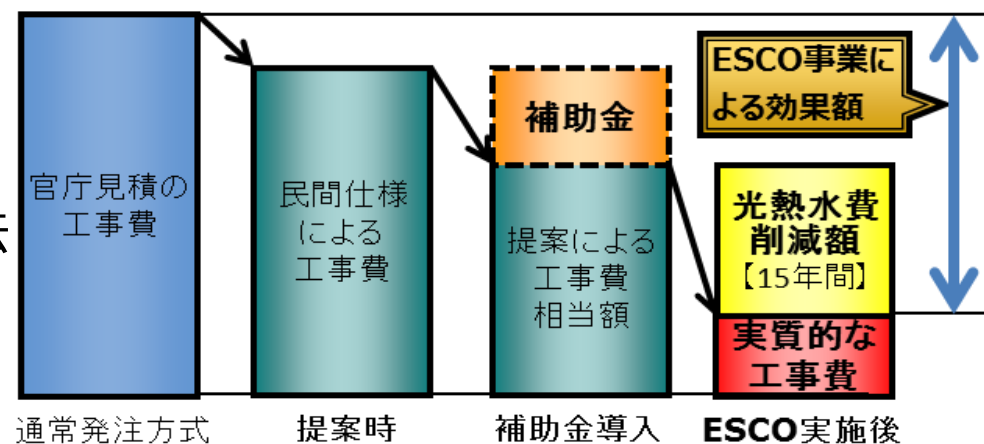 官庁見積の
工事費
民間仕様
による
工事費
補助金
提案による
工事費
相当額
ESCO事業に
よる効果額
光熱水費
削減額
【15年間】
実質的な
工事費
通常発注方式
提案時
補助金導入
ESCO実施後